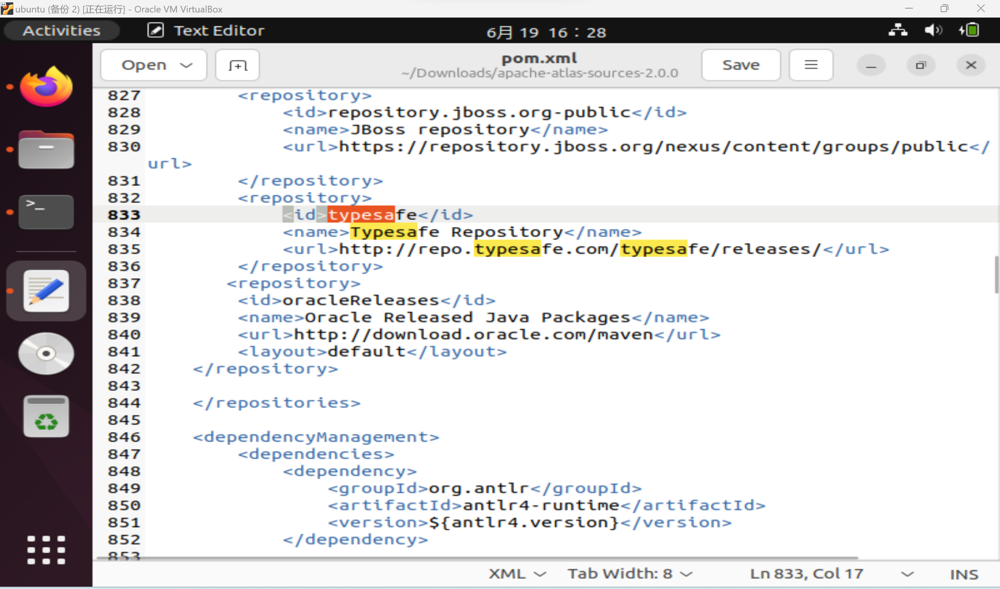 64
ubuntu (备份 2) [正在运行] - Oracle VM VirtualBox
Activities
Text Editor
6月 19 16：28
Open
pom.xml
~/Downloads/apache-atlas-sources-2.0.0
Save
827 <repository>
828 <id>repository.jboss.org-public</id>
829 <name>JBoss repository</name>
830 <url>https://repository.jboss.org/nexus/content/groups/public</
url>
831 </repository>
832 <repository>
833 <id>typesafe</id>
834 <name>Typesafe Repository</name>
835 <url>http://repo.typesafe.com/typesafe/releases/</url>
836 </repository>
837 <repository>
838 <id>oracleReleases</id>
839 <name>Oracle Released Java Packages</name>
840 <url>http://download.oracle.com/maven</url>
841 <layout>default</layout>
842 </repository>
843
844 </repositories>
845
846 <dependencyManagement>
847 <dependencies>
848 <dependency>
849 <groupId>org.antlr</groupId>
850 <artifactId>antlr4-runtime</artifactId>
851 <version>${antlr4.version}</version>
852 </dependency>
853
XML
Tab Width: 8
Ln 833, Col 17
INS